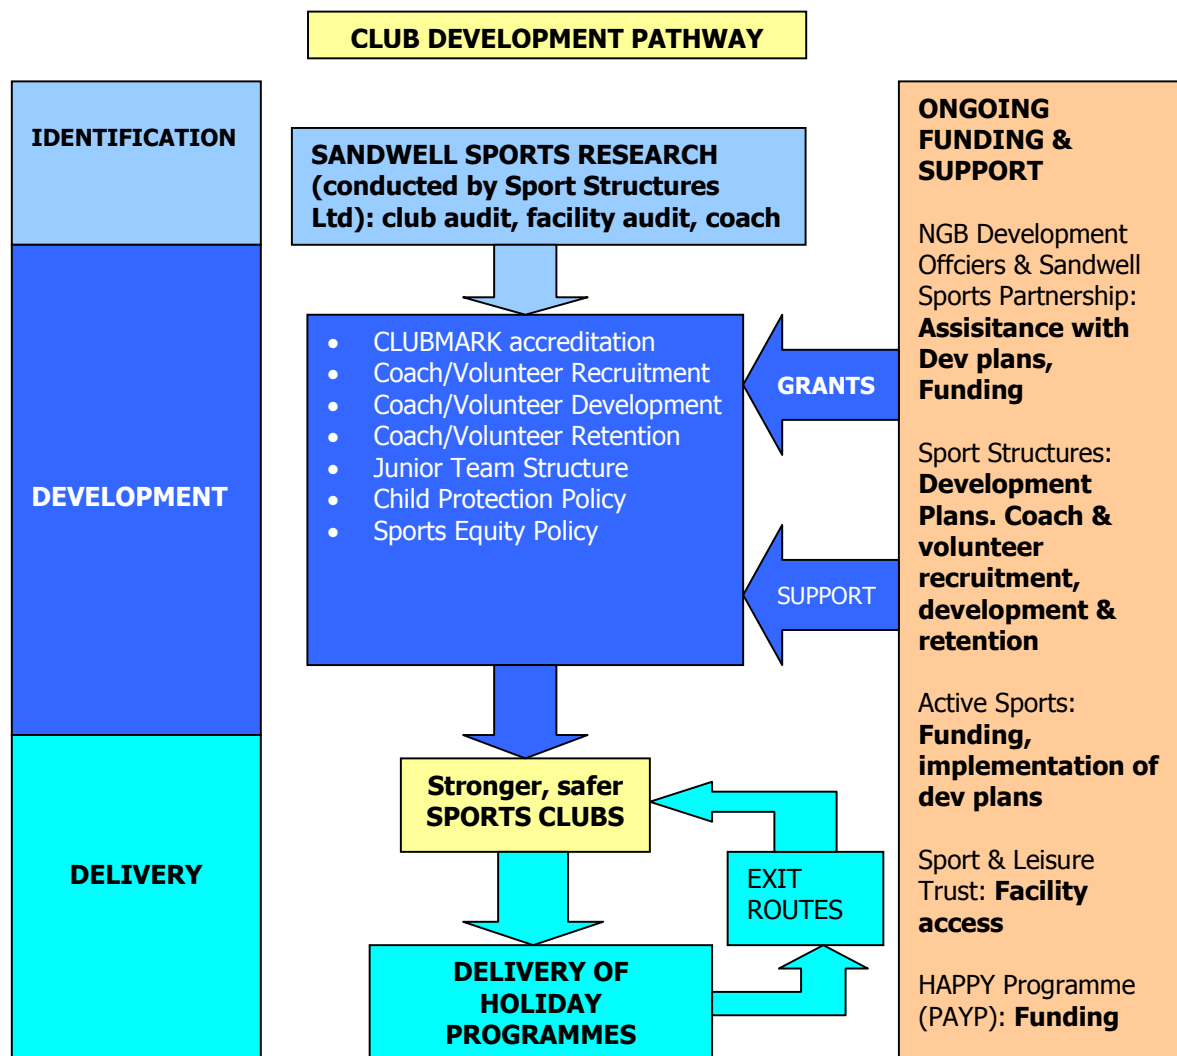 CLUB DEVELOPMENT PATHWAY
IDENTIFICATION
SANDWELL SPORTS RESEARCH
(conducted by Sport Structures
Ltd): club audit, facility audit, coach
DEVELOPMENT
• CLUBMARK accreditation
• Coach/Volunteer Recruitment
• Coach/Volunteer Development
• Coach/Volunteer Retention
• Junior Team Structure
• Child Protection Policy
• Sports Equity Policy
GRANTS
SUPPORT
DELIVERY
Stronger, safer
SPORTS CLUBS
EXIT
ROUTES
DELIVERY OF
HOLIDAY
PROGRAMMES
ONGOING
FUNDING &
SUPPORT
NGB Development
Offciers & Sandwell
Sports Partnership:
Assisitance with
Dev plans,
Funding
Sport Structures:
Development
Plans. Coach &
volunteer
recruitment,
development &
retention
Active Sports:
Funding,
implementation of
dev plans
Sport & Leisure
Trust: Facility
access
HAPPY Programme
(PAYP): Funding